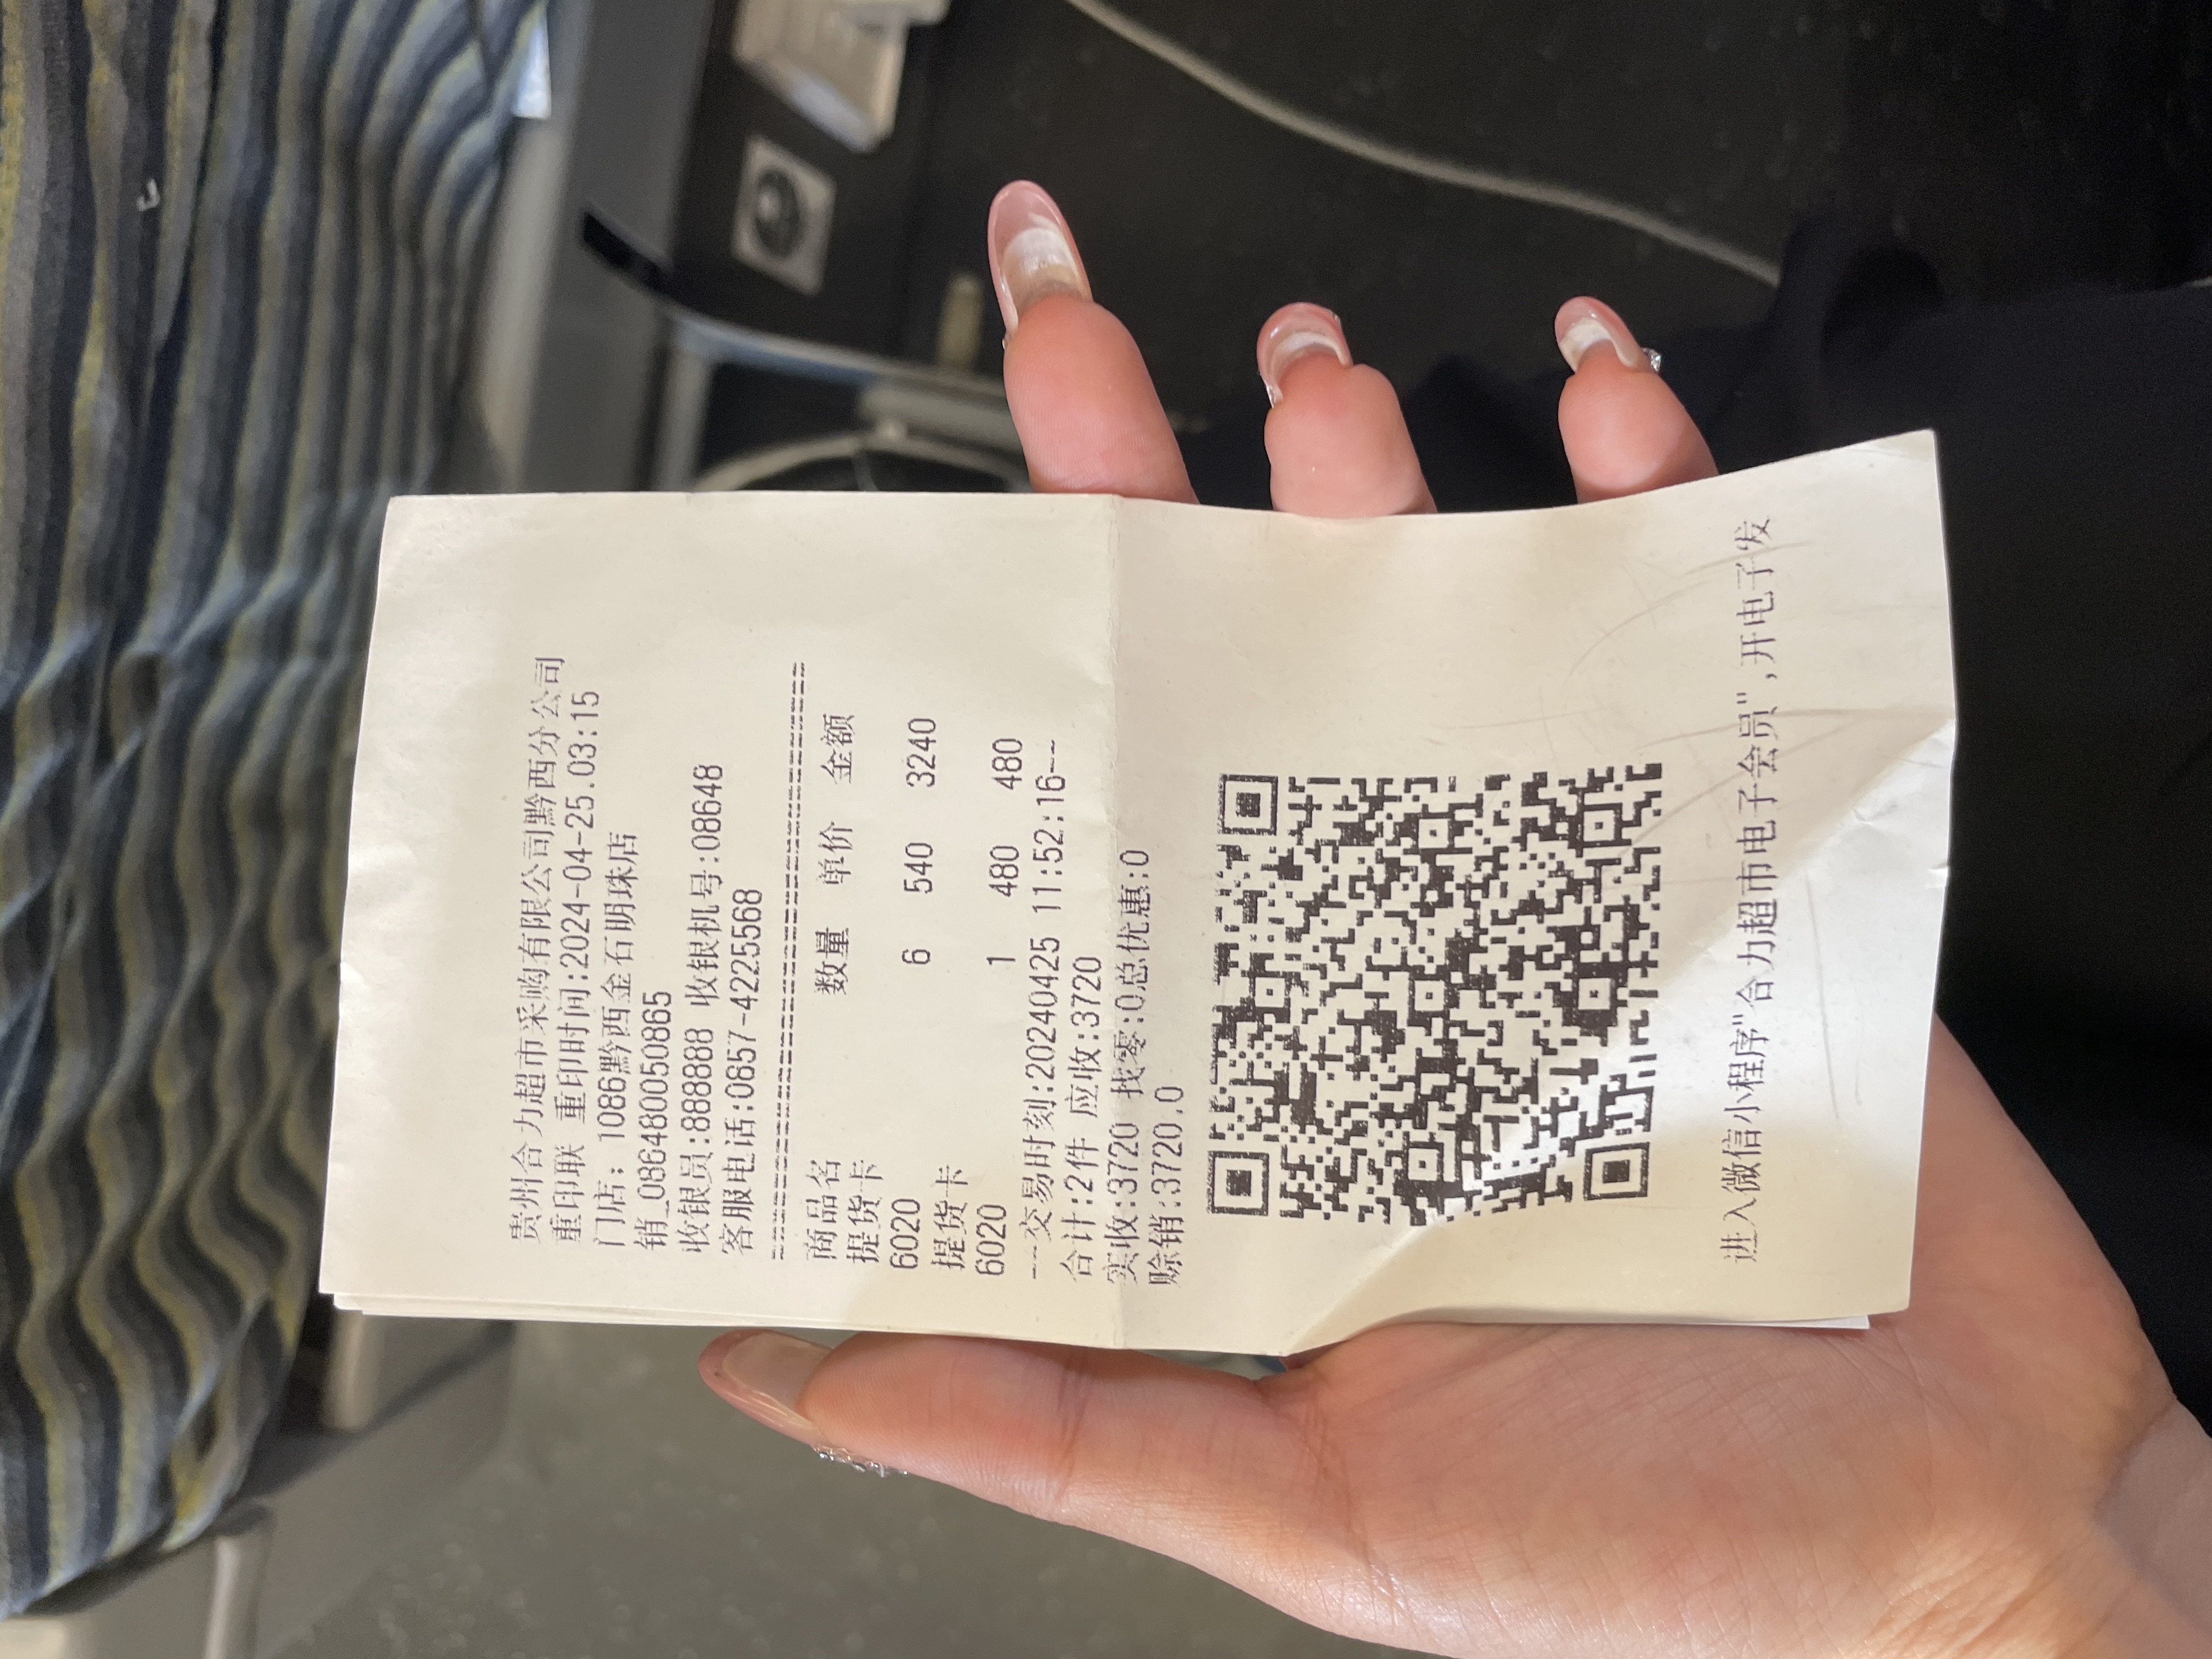 贵州合力超市采购有限公司黔西分公司
重印联 重印时间:2024-04-25.03:15
门店: 1086黔西金石明珠店
销_0864800050865
收银员:888888 收银机号:08648
客服电话:0857-4225568
商品名 数量 单价 金额
提货卡
6020 6 540 3240
提货卡
6020 1 480 480
--交易时刻:20240425 11:52:16--
合计:2件 应收:3720
实收:3720 找零:0总优惠:0
赊销:3720.0
进入微信小程序"合力超市电子会员",开电子发